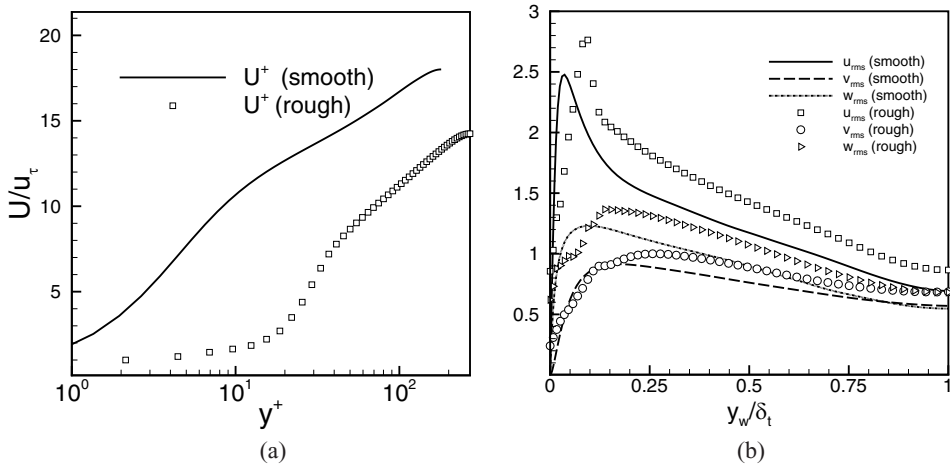 20
15
10
5
U/u_τ
U⁺ (smooth)
U⁺ (rough)
10⁰
10¹
10²
y⁺
(a)
3
2.5
2
1.5
1
0.5
u_rms (smooth)
v_rms (smooth)
w_rms (smooth)
u_rms (rough)
v_rms (rough)
w_rms (rough)
0
0.25
0.5
0.75
1
y_w/δ_t
(b)